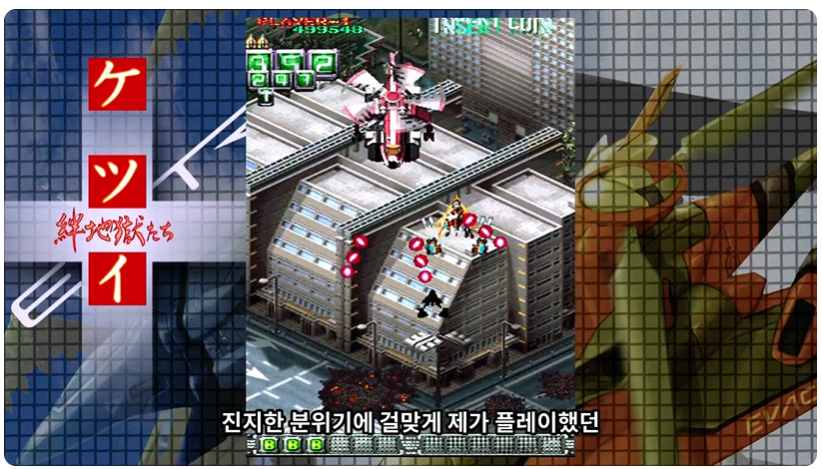 PLAYER-1
499548
INSERT COIN
ケ
ツ
イ
絆地獄たち
진지한 분위기에 걸맞게 제가 플레이했던
B B B
EVAC